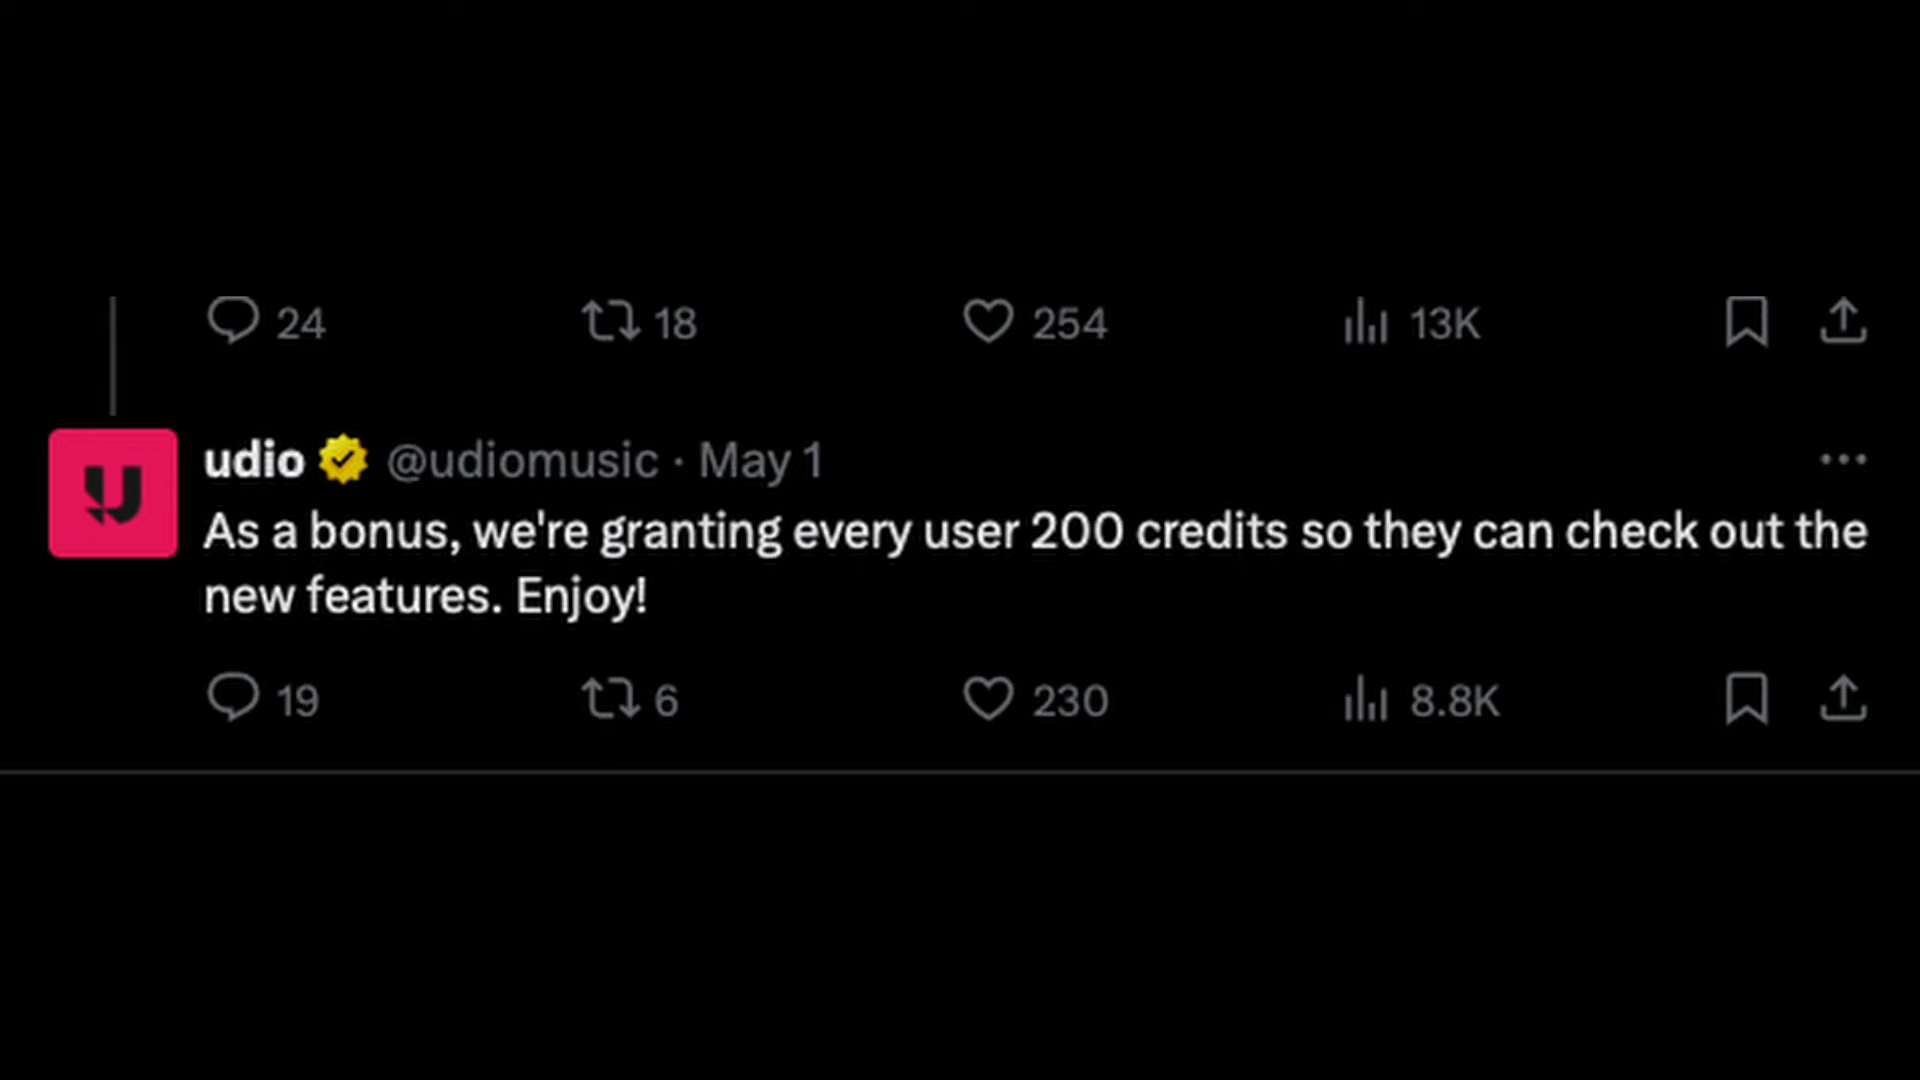 24 18 254 13K
udio @udiomusic · May 1
As a bonus, we're granting every user 200 credits so they can check out the
new features. Enjoy!
19 6 230 8.8K